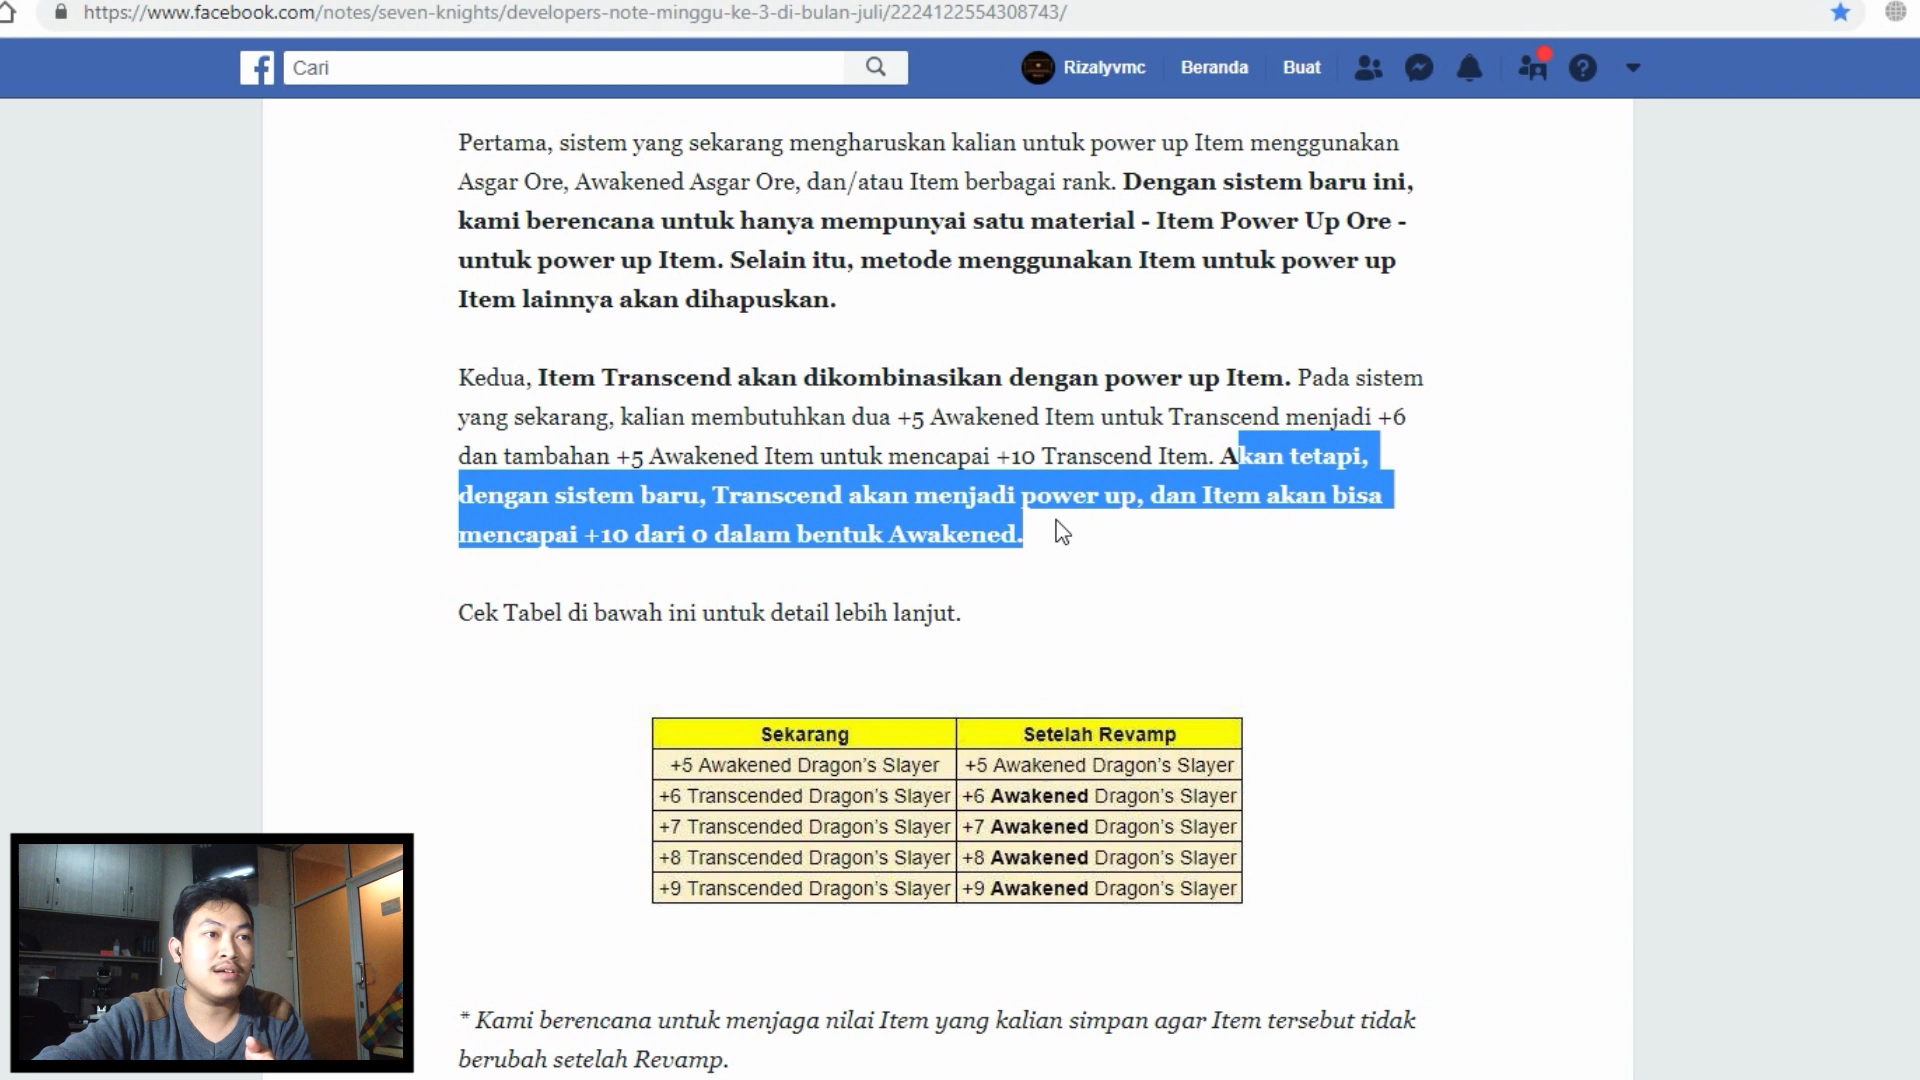 https://www.facebook.com/notes/seven-knights/developers-note-minggu-ke-3-di-bulan-juli/2224122554308743/
Cari
Rizalyvmc
Beranda
Buat
Pertama, sistem yang sekarang mengharuskan kalian untuk power up Item menggunakan
Asgar Ore, Awakened Asgar Ore, dan/atau Item berbagai rank. Dengan sistem baru ini,
kami berencana untuk hanya mempunyai satu material - Item Power Up Ore -
untuk power up Item. Selain itu, metode menggunakan Item untuk power up
Item lainnya akan dihapuskan.
Kedua, Item Transcend akan dikombinasikan dengan power up Item. Pada sistem
yang sekarang, kalian membutuhkan dua +5 Awakened Item untuk Transcend menjadi +6
dan tambahan +5 Awakened Item untuk mencapai +10 Transcend Item. Akan tetapi,
dengan sistem baru, Transcend akan menjadi power up, dan Item akan bisa
mencapai +10 dari 0 dalam bentuk Awakened.
Cek Tabel di bawah ini untuk detail lebih lanjut.
Sekarang Setelah Revamp
+5 Awakened Dragon's Slayer +5 Awakened Dragon's Slayer
+6 Transcended Dragon's Slayer +6 Awakened Dragon's Slayer
+7 Transcended Dragon's Slayer +7 Awakened Dragon's Slayer
+8 Transcended Dragon's Slayer +8 Awakened Dragon's Slayer
+9 Transcended Dragon's Slayer +9 Awakened Dragon's Slayer
* Kami berencana untuk menjaga nilai Item yang kalian simpan agar Item tersebut tidak
berubah setelah Revamp.